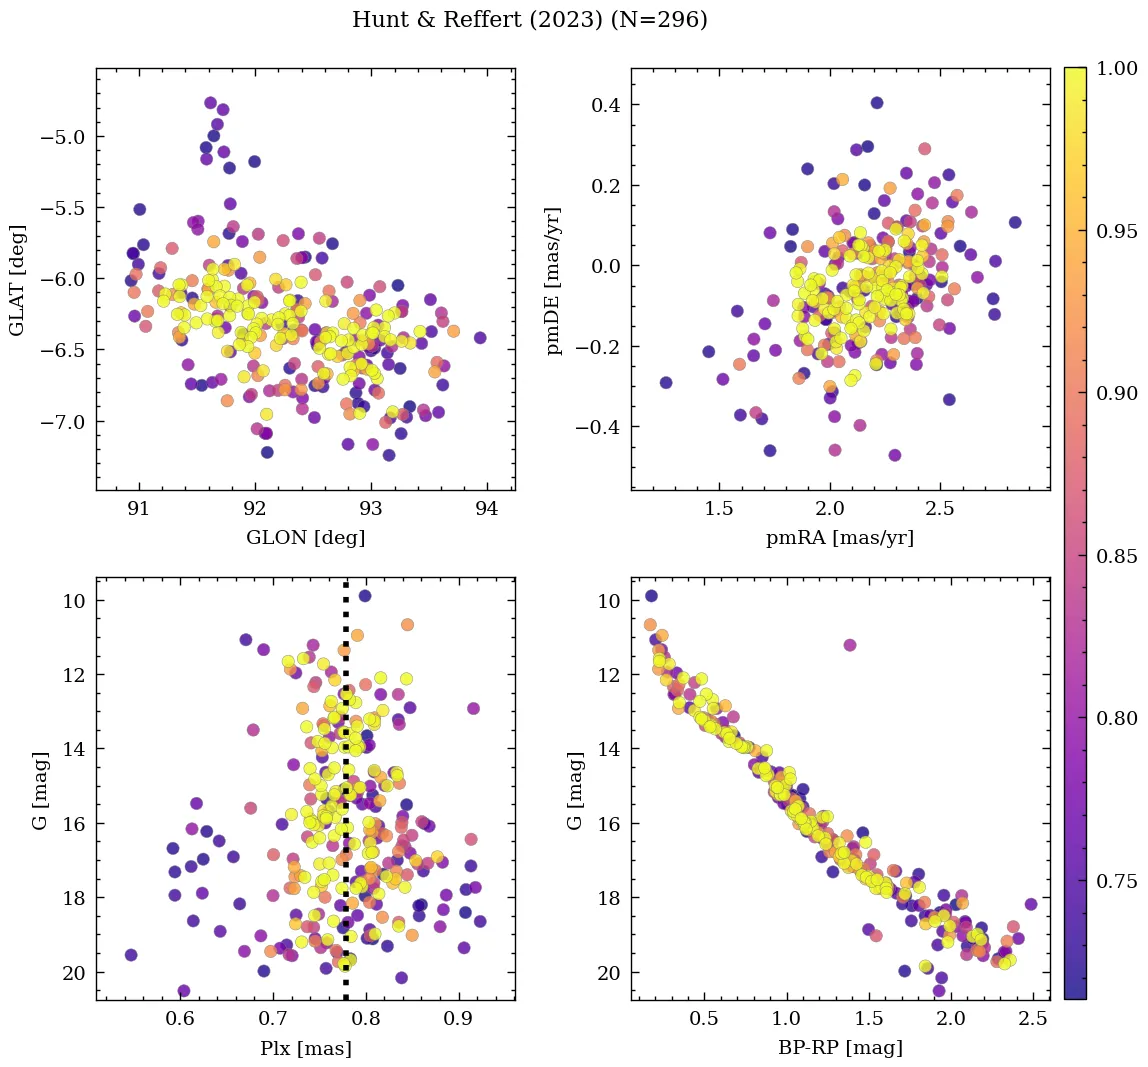 Hunt & Reffert (2023) (N=296)
GLAT [deg]
−5.0
−5.5
−6.0
−6.5
−7.0
91 92 93 94
GLON [deg]
pmDE [mas/yr]
0.4
0.2
0.0
−0.2
−0.4
1.5 2.0 2.5
pmRA [mas/yr]
G [mag]
10
12
14
16
18
20
0.6 0.7 0.8 0.9
Plx [mas]
G [mag]
10
12
14
16
18
20
0.5 1.0 1.5 2.0 2.5
BP-RP [mag]
1.00
0.95
0.90
0.85
0.80
0.75